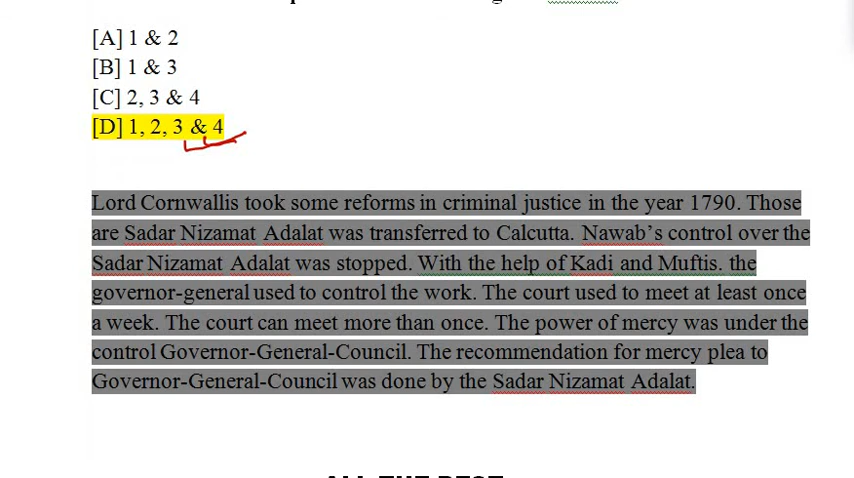 [A] 1 & 2
[B] 1 & 3
[C] 2, 3 & 4
[D] 1, 2, 3 & 4
Lord Cornwallis took some reforms in criminal justice in the year 1790. Those
are Sadar Nizamat Adalat was transferred to Calcutta. Nawab’s control over the
Sadar Nizamat Adalat was stopped. With the help of Kadi and Muftis. the
governor-general used to control the work. The court used to meet at least once
a week. The court can meet more than once. The power of mercy was under the
control Governor-General-Council. The recommendation for mercy plea to
Governor-General-Council was done by the Sadar Nizamat Adalat.
ALL THE BEST